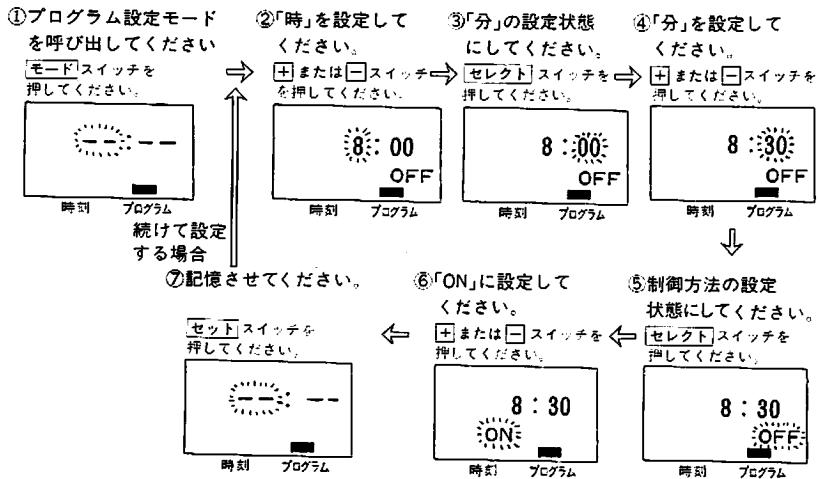 ①プログラム設定モード
を呼び出してください
モードスイッチを
押してください。
--:--
時刻 プログラム
②「時」を設定して
ください。
+または−スイッチ
を押してください。
8:00
OFF
時刻 プログラム
③「分」の設定状態
にしてください。
セレクトスイッチを
押してください。
8:00
OFF
時刻 プログラム
④「分」を設定して
ください。
+または−スイッチを
押してください。
8:30
OFF
時刻 プログラム
⑤制御方法の設定
状態にしてください。
セレクトスイッチを
押してください。
8:30
OFF
時刻 プログラム
⑥「ON」に設定して
ください。
+または−スイッチを
押してください。
8:30
ON
時刻 プログラム
⑦記憶させてください。
セットスイッチを
押してください。
--:--
時刻 プログラム
続けて設定
する場合